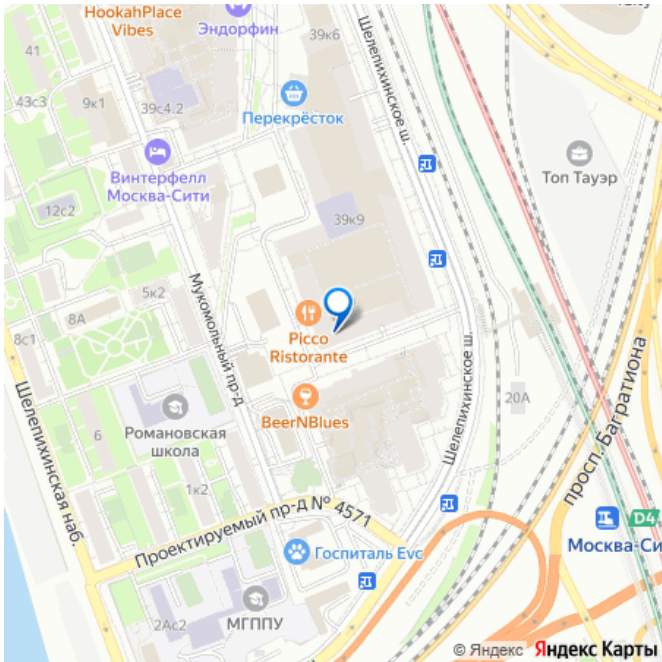 HookahPlace
Vibes
Эндорфин
39к6
41
43с3
9к1
39с4.2
Перекрёсток
Шелепихинское ш.
Винтерфелл
Москва-Сити
Топ Тауэр
12с2
39к9
5к2
8А
8с1
Мукомольный пр-д
Picco
Ristorante
Шелепихинское ш.
просп. Багратиона
20А
BeerNBlues
Романовская
школа
6
1к2
Шелепихинская наб.
Проектируемый пр-д № 4571
D4
Москва-Си
Госпиталь Evc
МГППУ
2Ас2
© Яндекс Яндекс Карты